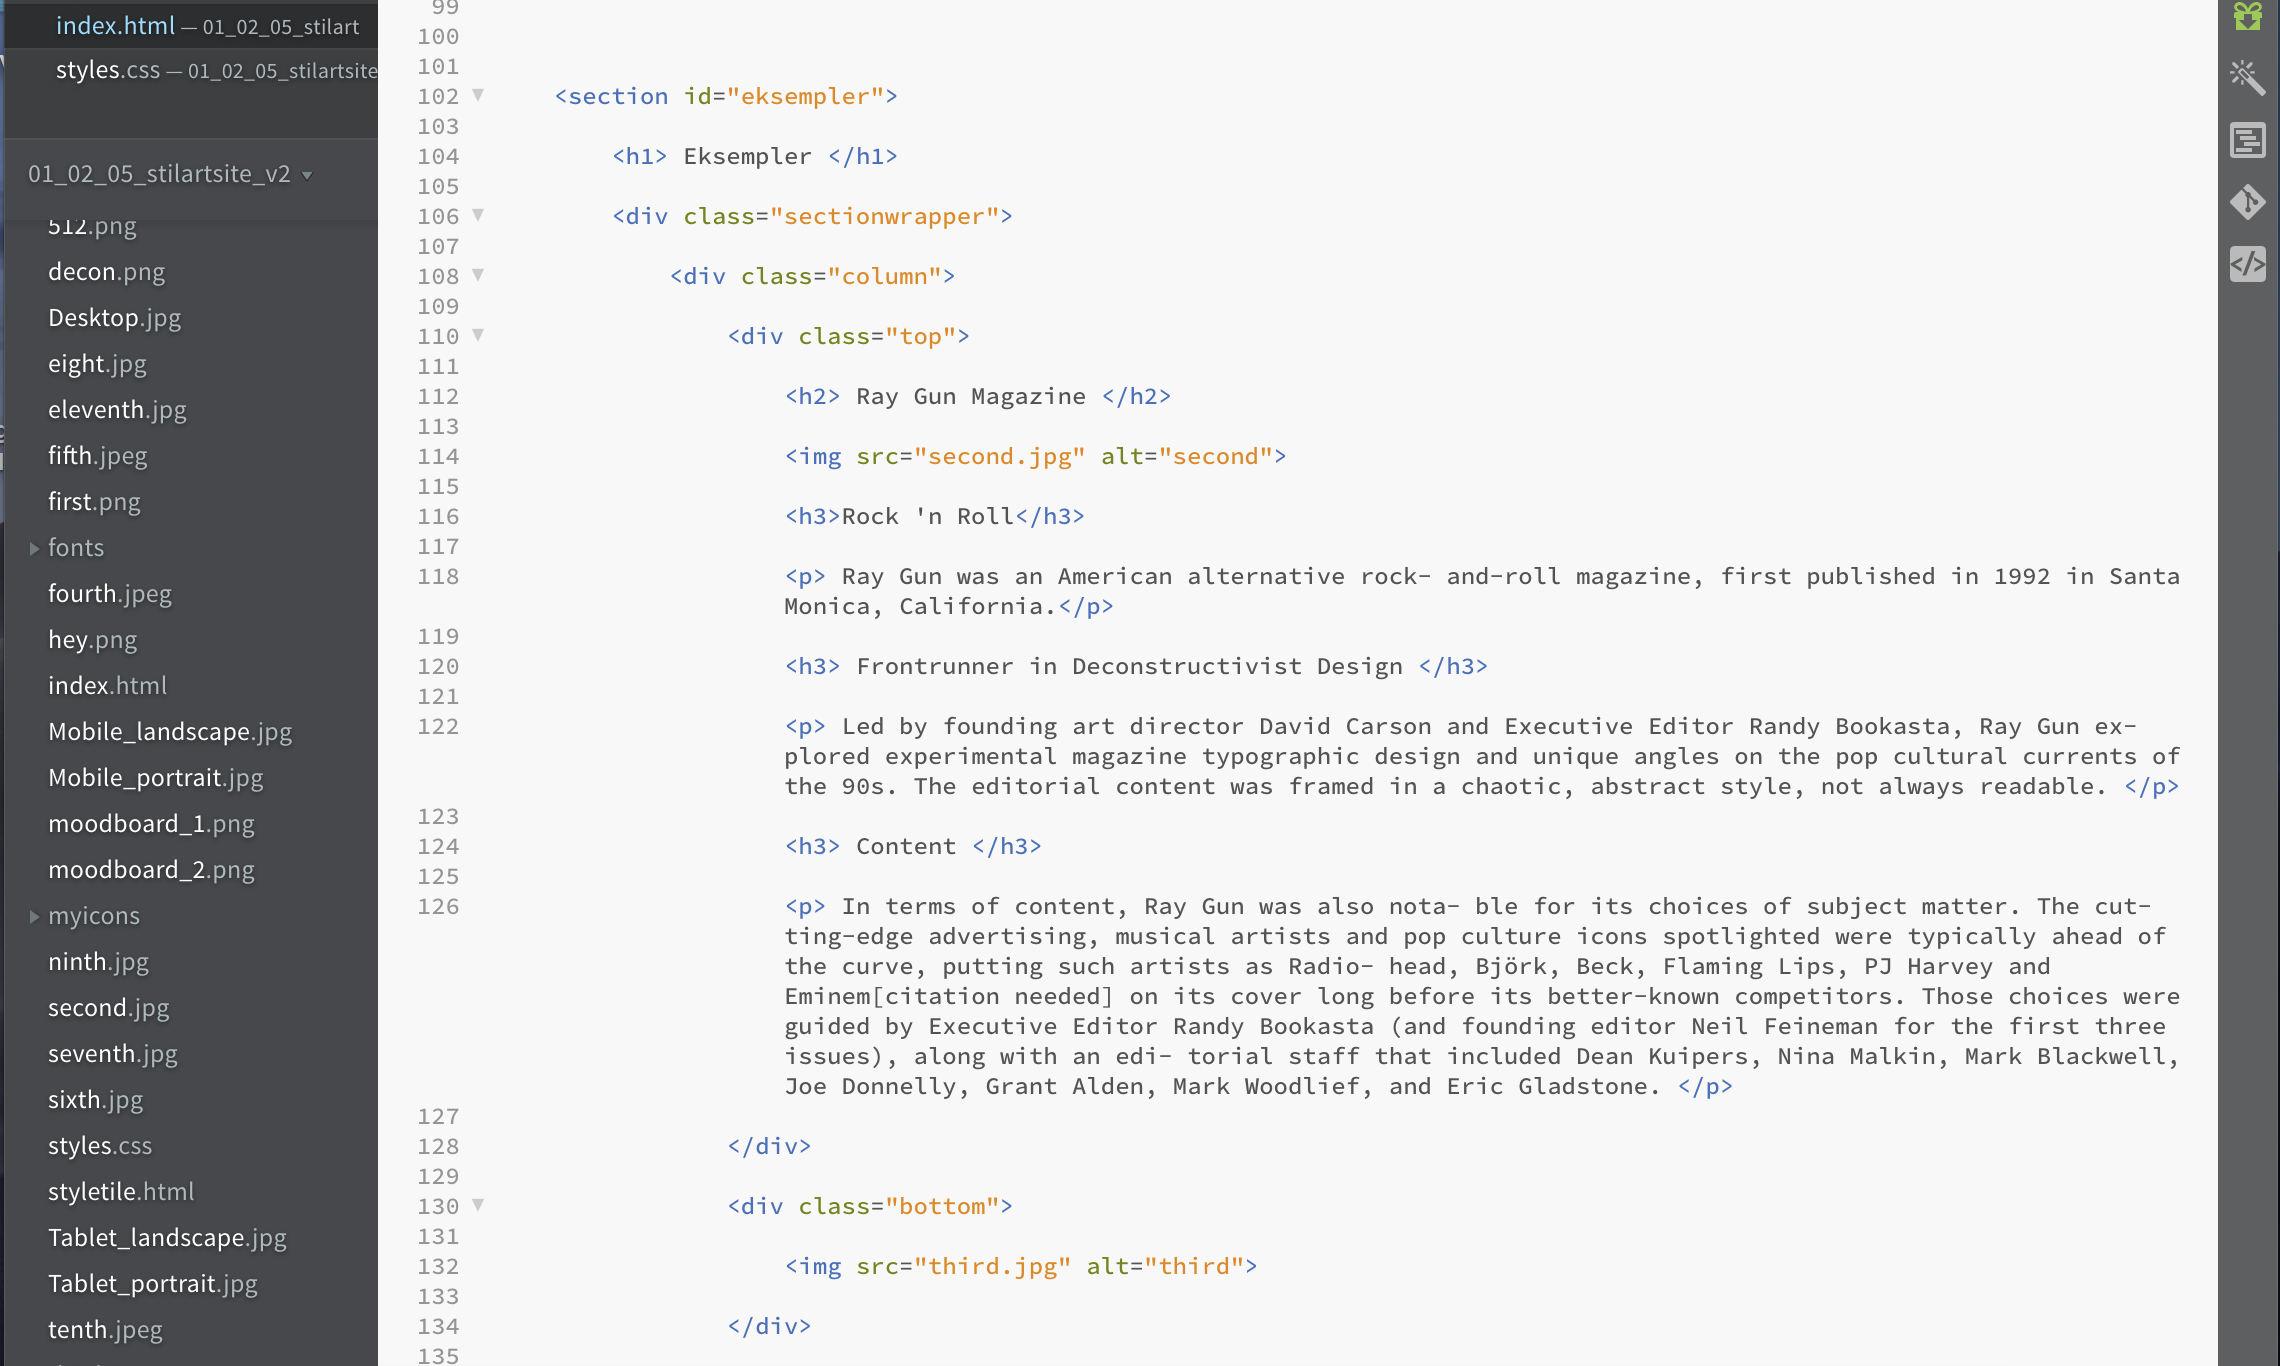 index.html — 01_02_05_stilart
styles.css — 01_02_05_stilartsite
01_02_05_stilartsite_v2
512.png
decon.png
Desktop.jpg
eight.jpg
eleventh.jpg
fifth.jpeg
first.png
fonts
fourth.jpeg
hey.png
index.html
Mobile_landscape.jpg
Mobile_portrait.jpg
moodboard_1.png
moodboard_2.png
myicons
ninth.jpg
second.jpg
seventh.jpg
sixth.jpg
styles.css
styletile.html
Tablet_landscape.jpg
Tablet_portrait.jpg
tenth.jpeg
99
100
101
102 <section id="eksempler">
103
104 <h1> Eksempler </h1>
105
106 <div class="sectionwrapper">
107
108 <div class="column">
109
110 <div class="top">
111
112 <h2> Ray Gun Magazine </h2>
113
114 <img src="second.jpg" alt="second">
115
116 <h3>Rock 'n Roll</h3>
117
118 <p> Ray Gun was an American alternative rock- and-roll magazine, first published in 1992 in Santa
Monica, California.</p>
119
120 <h3> Frontrunner in Deconstructivist Design </h3>
121
122 <p> Led by founding art director David Carson and Executive Editor Randy Bookasta, Ray Gun ex-
plored experimental magazine typographic design and unique angles on the pop cultural currents of
the 90s. The editorial content was framed in a chaotic, abstract style, not always readable. </p>
123
124 <h3> Content </h3>
125
126 <p> In terms of content, Ray Gun was also nota- ble for its choices of subject matter. The cut-
ting-edge advertising, musical artists and pop culture icons spotlighted were typically ahead of
the curve, putting such artists as Radio- head, Björk, Beck, Flaming Lips, PJ Harvey and
Eminem[citation needed] on its cover long before its better-known competitors. Those choices were
guided by Executive Editor Randy Bookasta (and founding editor Neil Feineman for the first three
issues), along with an edi- torial staff that included Dean Kuipers, Nina Malkin, Mark Blackwell,
Joe Donnelly, Grant Alden, Mark Woodlief, and Eric Gladstone. </p>
127
128 </div>
129
130 <div class="bottom">
131
132 <img src="third.jpg" alt="third">
133
134 </div>
135